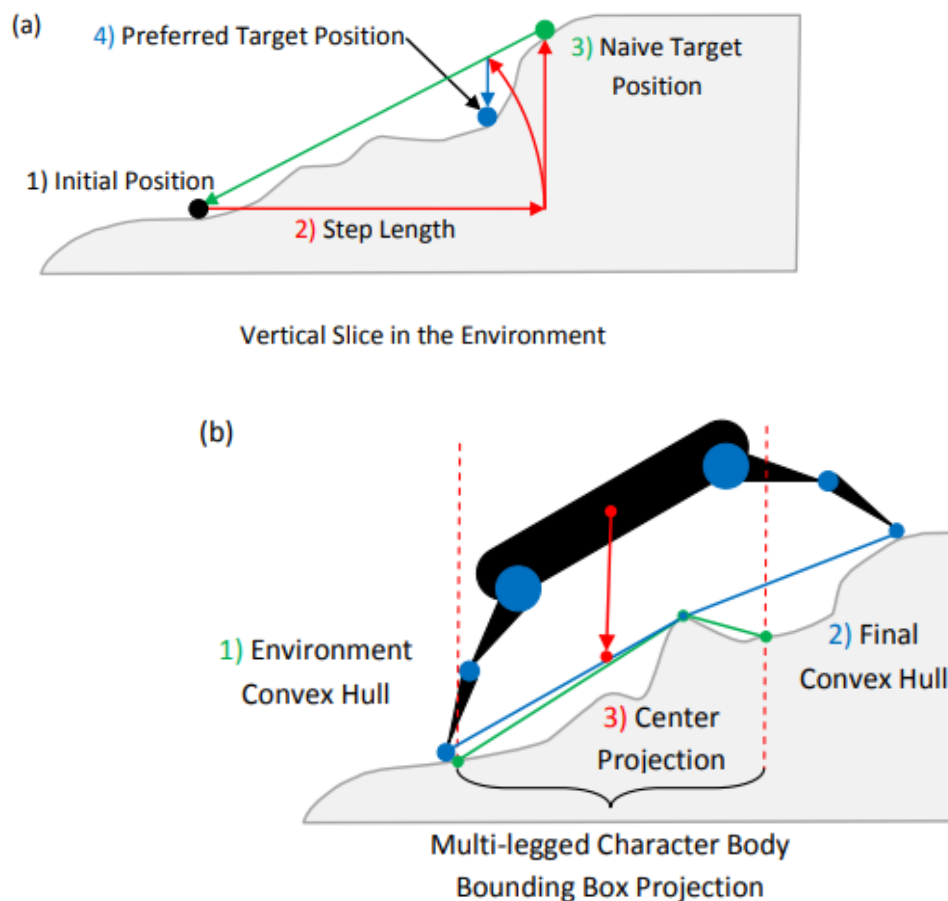 (a)
4) Preferred Target Position
3) Naive Target
Position
1) Initial Position
2) Step Length
Vertical Slice in the Environment
(b)
1) Environment
Convex Hull
2) Final
Convex Hull
3) Center
Projection
Multi-legged Character Body
Bounding Box Projection